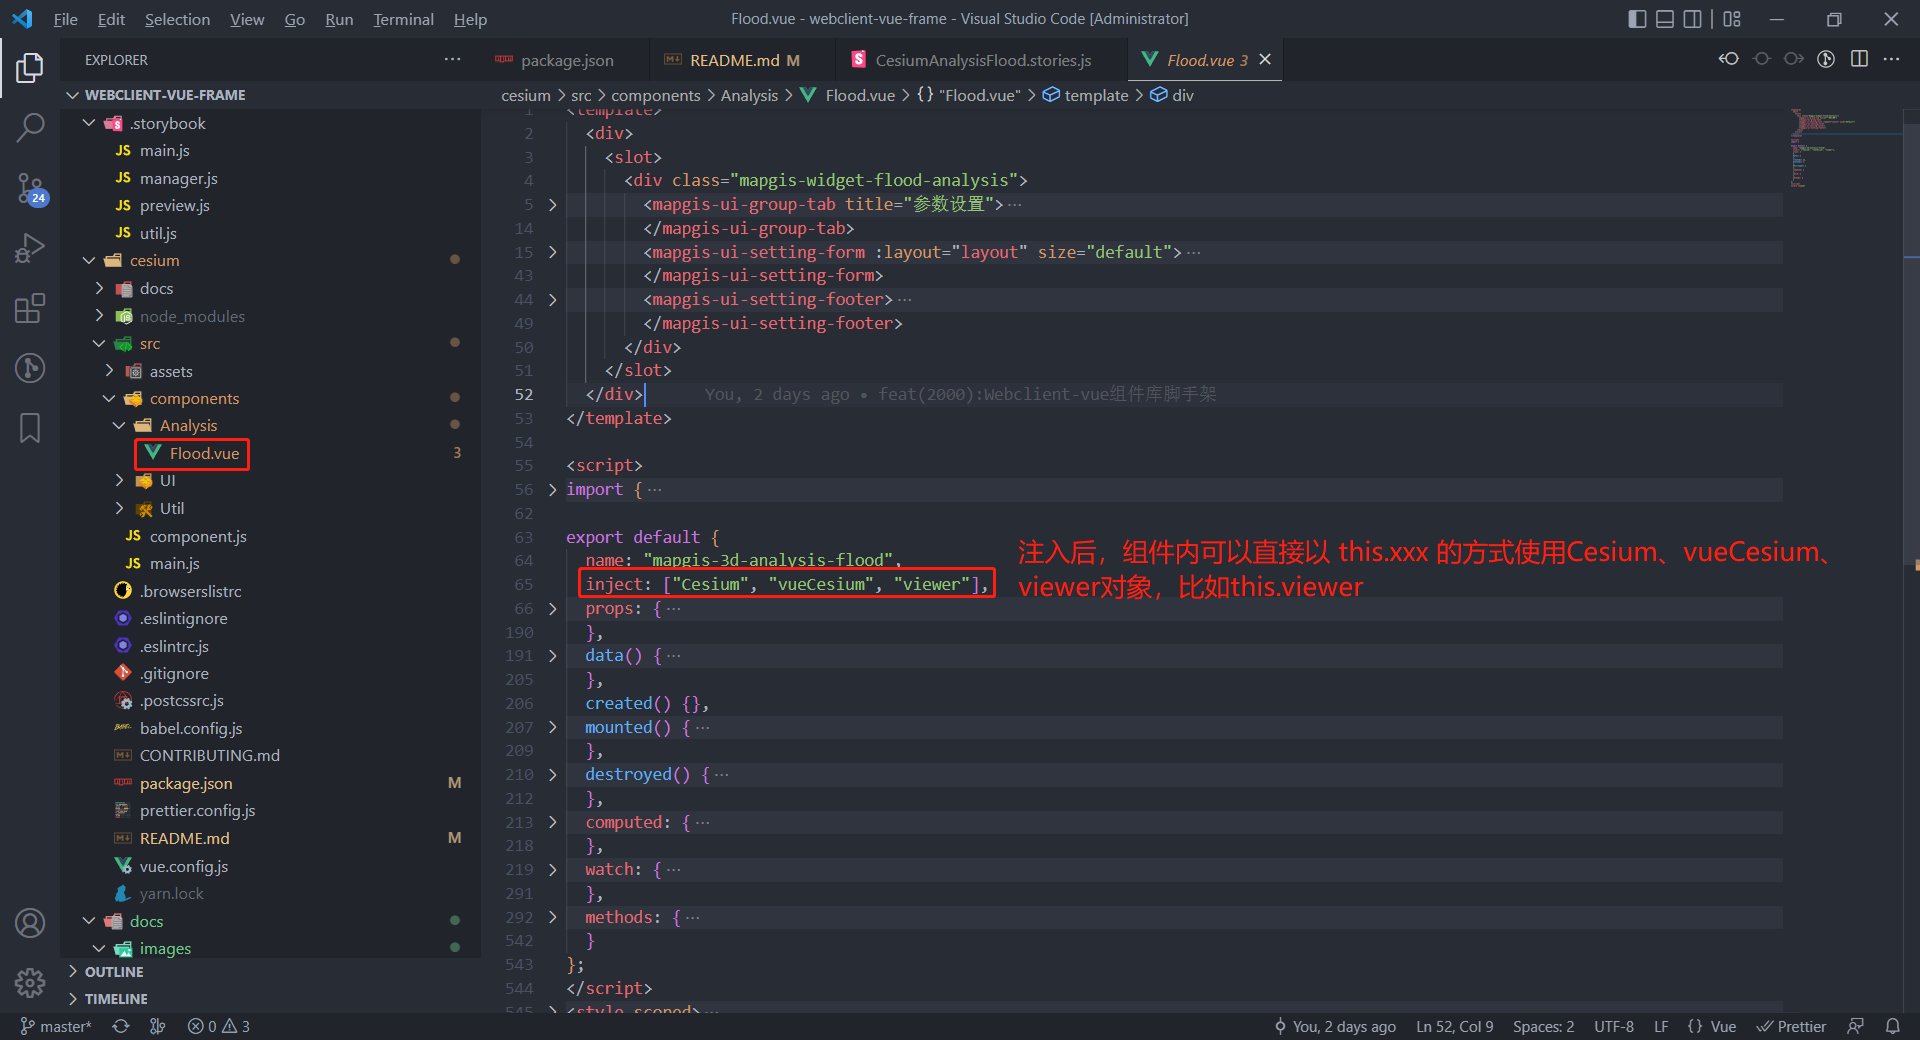 File Edit Selection View Go Run Terminal Help
Flood.vue - webclient-vue-frame - Visual Studio Code [Administrator]
EXPLORER
package.json
README.md M
CesiumAnalysisFlood.stories.js
Flood.vue 3
WEBCLIENT-VUE-FRAME
cesium > src > components > Analysis > Flood.vue > {} "Flood.vue" > template > div
.storybook
JS main.js
JS manager.js
JS preview.js
JS util.js
cesium
docs
node_modules
src
assets
components
Analysis
Flood.vue 3
UI
Util
JS component.js
JS main.js
.browserslistrc
.eslintignore
.eslintrc.js
.gitignore
.postcssrc.js
babel.config.js
CONTRIBUTING.md
package.json M
prettier.config.js
README.md M
vue.config.js
yarn.lock
docs
images
OUTLINE
TIMELINE
24
1 <template>
2 <div>
3 <slot>
4 <div class="mapgis-widget-flood-analysis">
5 <mapgis-ui-group-tab title="参数设置">···
14 </mapgis-ui-group-tab>
15 <mapgis-ui-setting-form :layout="layout" size="default">···
43 </mapgis-ui-setting-form>
44 <mapgis-ui-setting-footer>···
49 </mapgis-ui-setting-footer>
50 </div>
51 </slot>
52 </div> You, 2 days ago • feat(2000):Webclient-vue组件库脚手架
53 </template>
54
55 <script>
56 import {···
62
63 export default {
64 name: "mapgis-3d-analysis-flood",
65 inject: ["Cesium", "vueCesium", "viewer"],
66 props: {···
190 },
191 data() {···
205 },
206 created() {},
207 mounted() {···
209 },
210 destroyed() {···
212 },
213 computed: {···
218 },
219 watch: {···
291 },
292 methods: {···
542 }
543 };
544 </script>
545 <style scoped>···
注入后，组件内可以直接以 this.xxx 的方式使用Cesium、vueCesium、
viewer对象，比如this.viewer
master* 0 3
You, 2 days ago Ln 52, Col 9 Spaces: 2 UTF-8 LF {} Vue Prettier